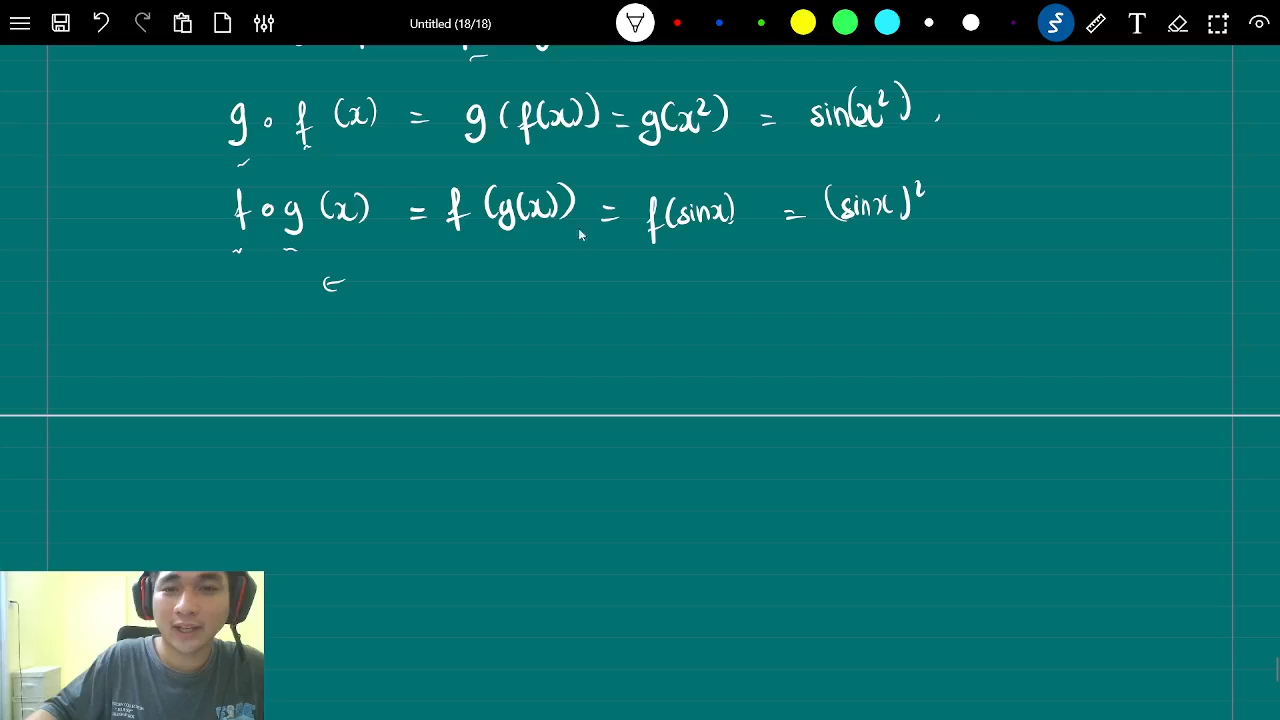 Untitled (18/18)
g ∘ f (x) = g(f(x)) = g(x²) = sin(x²).
f ∘ g (x) = f(g(x)) = f(sinx) = (sinx)²